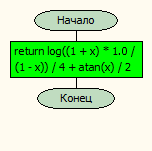 Начало
return log((1 + x) * 1.0 /
(1 - x)) / 4 + atan(x) / 2
Конец